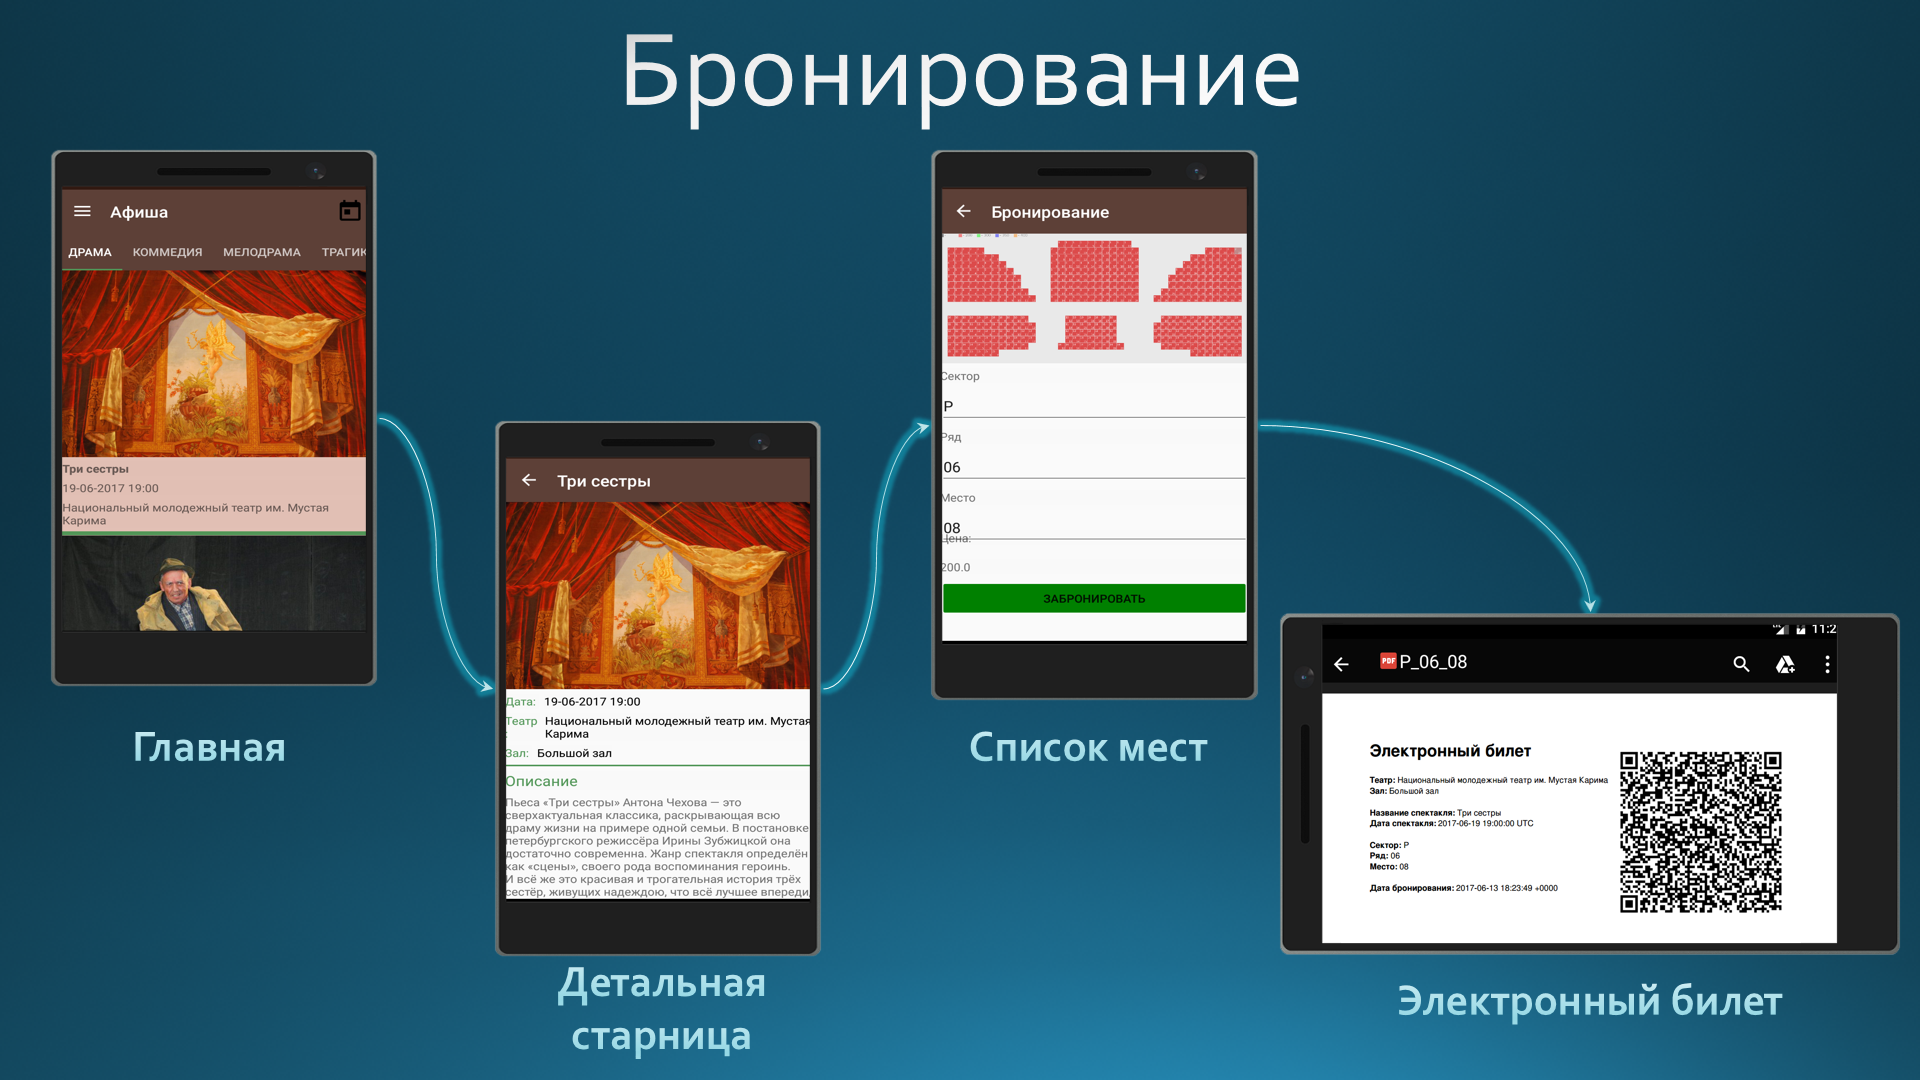 Бронирование
Афиша
ДРАМА КОММЕДИЯ МЕЛОДРАМА ТРАГИК
Три сестры
19-06-2017 19:00
Национальный молодежный театр им. Мустая
Карима
Главная
Три сестры
Дата: 19-06-2017 19:00
Театр Национальный молодежный театр им. Мустая
: Карима
Зал: Большой зал
Описание
Пьеса «Три сестры» Антона Чехова — это
сверхактуальная классика, раскрывающая всю
драму жизни на примере одной семьи. В постановке
петербургского режиссёра Ирины Зубжицкой она
достаточно современна. Жанр спектакля определён
как «сцены», своего рода воспоминания героинь.
И всё же это красивая и трогательная история трёх
сестёр, живущих надеждою, что всё лучшее впереди,
Детальная
старница
Бронирование
Сектор
P
Ряд
06
Место
08
Цена:
200.0
ЗАБРОНИРОВАТЬ
Список мест
11:2
PDF P_06_08
Электронный билет
Театр: Национальный молодежный театр им. Мустая Карима
Зал: Большой зал
Название спектакля: Три сестры
Дата спектакля: 2017-06-19 19:00:00 UTC
Сектор: P
Ряд: 06
Место: 08
Дата бронирования: 2017-06-13 18:23:49 +0000
Электронный билет